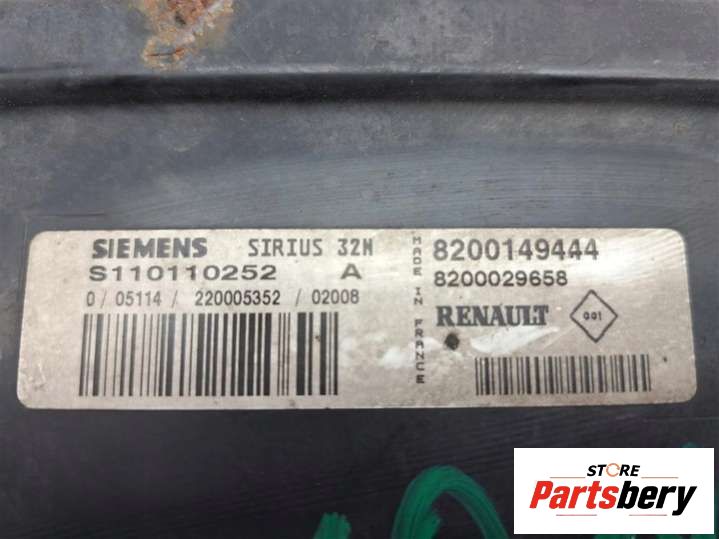 SIEMENS SIRIUS 32N
S110110252 A
0 / 05114 / 220005352 / 02008
MADE IN FRANCE
8200149444
8200029658
RENAULT 001
STORE
Partsbery